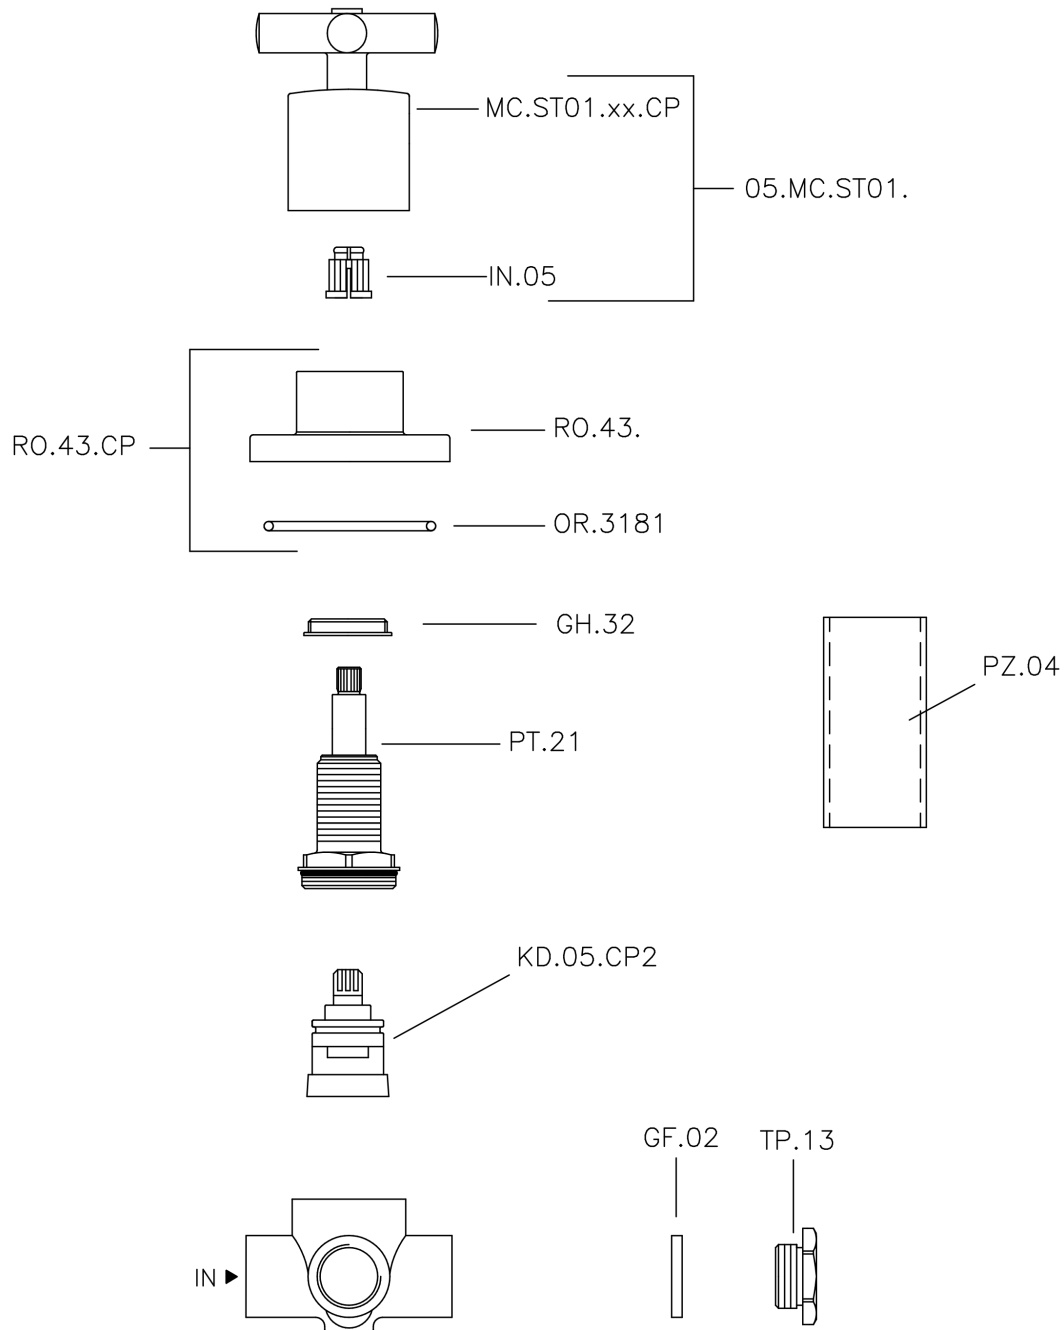 MC.ST01.xx.CP
05.MC.ST01.
IN.05
RO.43.CP
RO.43.
OR.3181
GH.32
PZ.04
PT.21
KD.05.CP2
GF.02
TP.13
IN